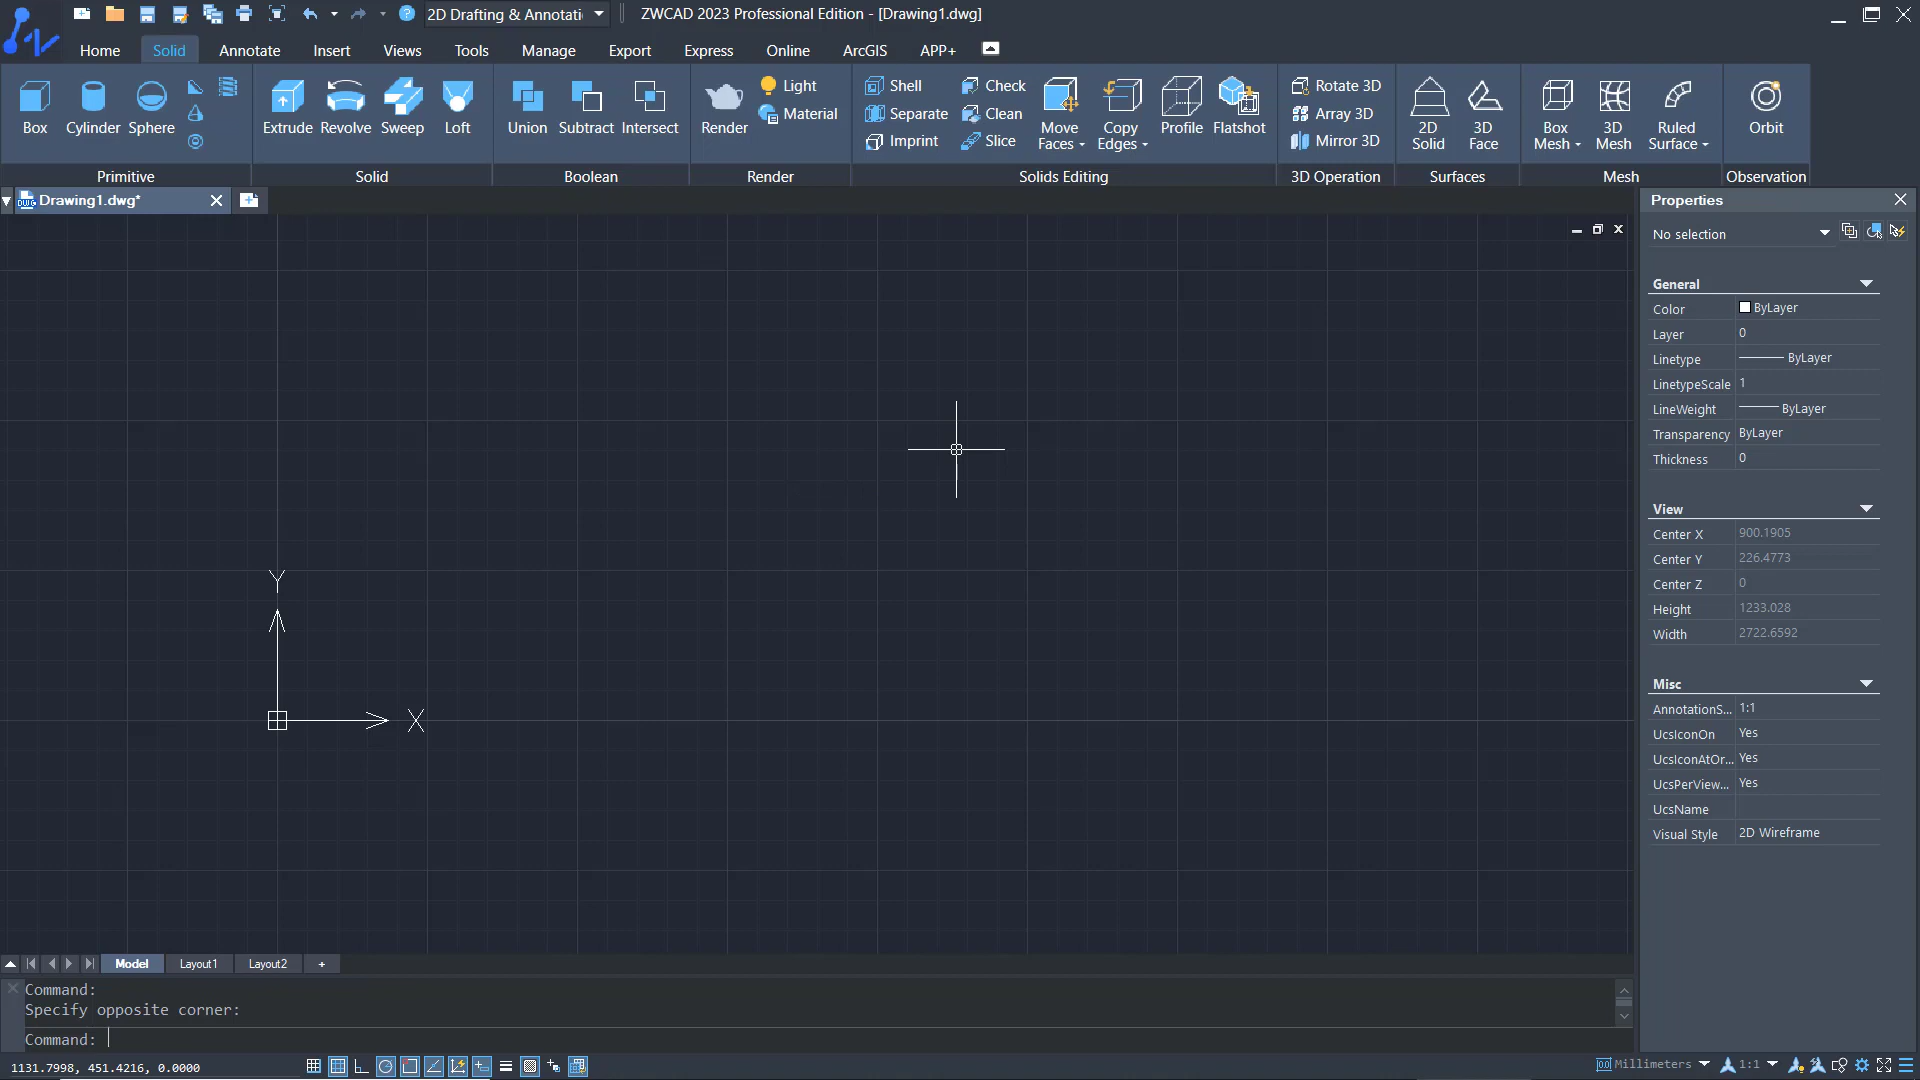 2D Drafting & Annotati
ZWCAD 2023 Professional Edition - [Drawing1.dwg]
Home Solid Annotate Insert Views Tools Manage Export Express Online ArcGIS APP+
Box Cylinder Sphere
Extrude Revolve Sweep Loft
Union Subtract Intersect
Render Light Material
Shell Check
Separate Clean
Imprint Slice
Move Faces Copy Edges Profile Flatshot
Rotate 3D
Array 3D
Mirror 3D
2D Solid 3D Face
Box Mesh 3D Mesh Ruled Surface
Orbit
Primitive Solid Boolean Render Solids Editing 3D Operation Surfaces Mesh Observation
Drawing1.dwg*
Y
X
Properties
No selection
General
Color ByLayer
Layer 0
Linetype ByLayer
LinetypeScale 1
LineWeight ByLayer
Transparency ByLayer
Thickness 0
View
Center X 900.1905
Center Y 226.4773
Center Z 0
Height 1233.028
Width 2722.6592
Misc
AnnotationS... 1:1
UcsIconOn Yes
UcsIconAtOr... Yes
UcsPerView... Yes
UcsName
Visual Style 2D Wireframe
Model Layout1 Layout2 +
Command:
Specify opposite corner:
Command:
1131.7998, 451.4216, 0.0000
Millimeters 1:1